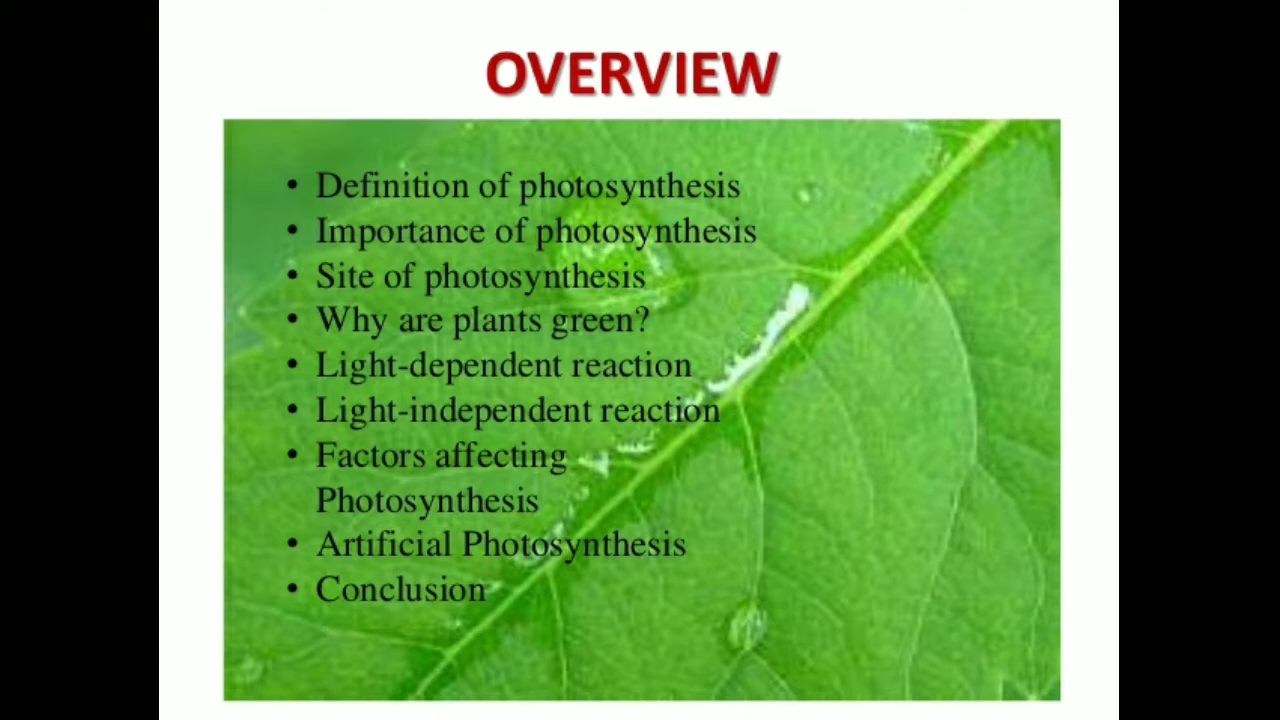 OVERVIEW
• Definition of photosynthesis
• Importance of photosynthesis
• Site of photosynthesis
• Why are plants green?
• Light-dependent reaction
• Light-independent reaction
• Factors affecting
Photosynthesis
• Artificial Photosynthesis
• Conclusion